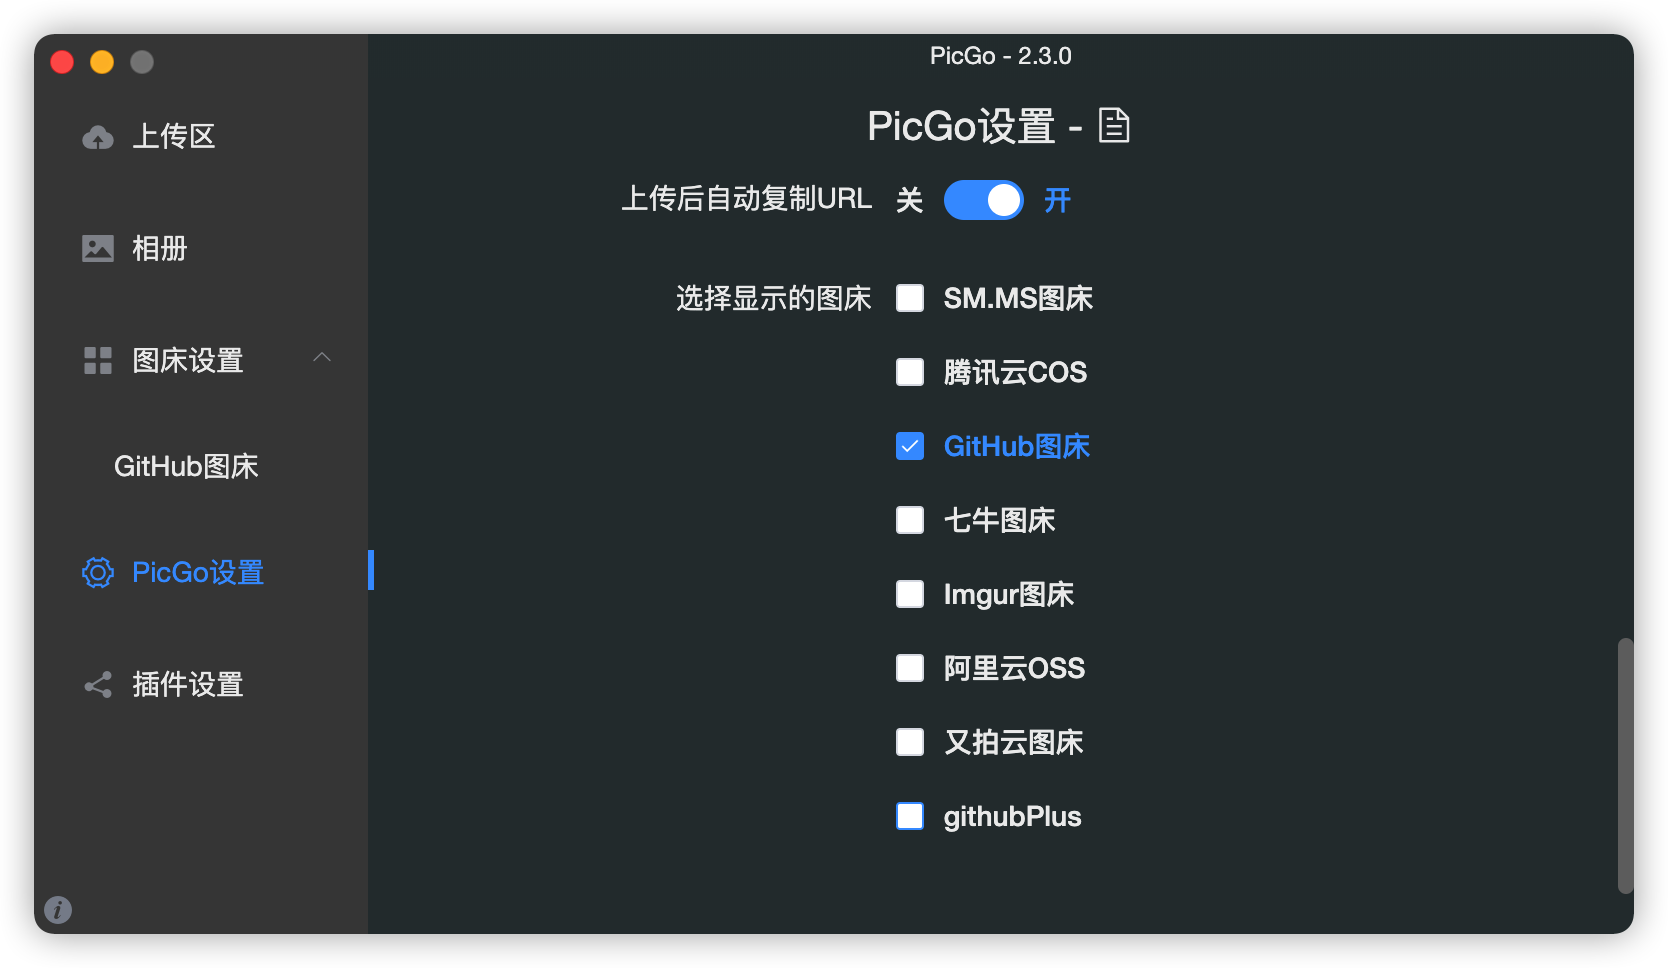 PicGo - 2.3.0
上传区
相册
图床设置
GitHub图床
PicGo设置
插件设置
PicGo设置 -
上传后自动复制URL 关 开
选择显示的图床 SM.MS图床
腾讯云COS
GitHub图床
七牛图床
Imgur图床
阿里云OSS
又拍云图床
githubPlus